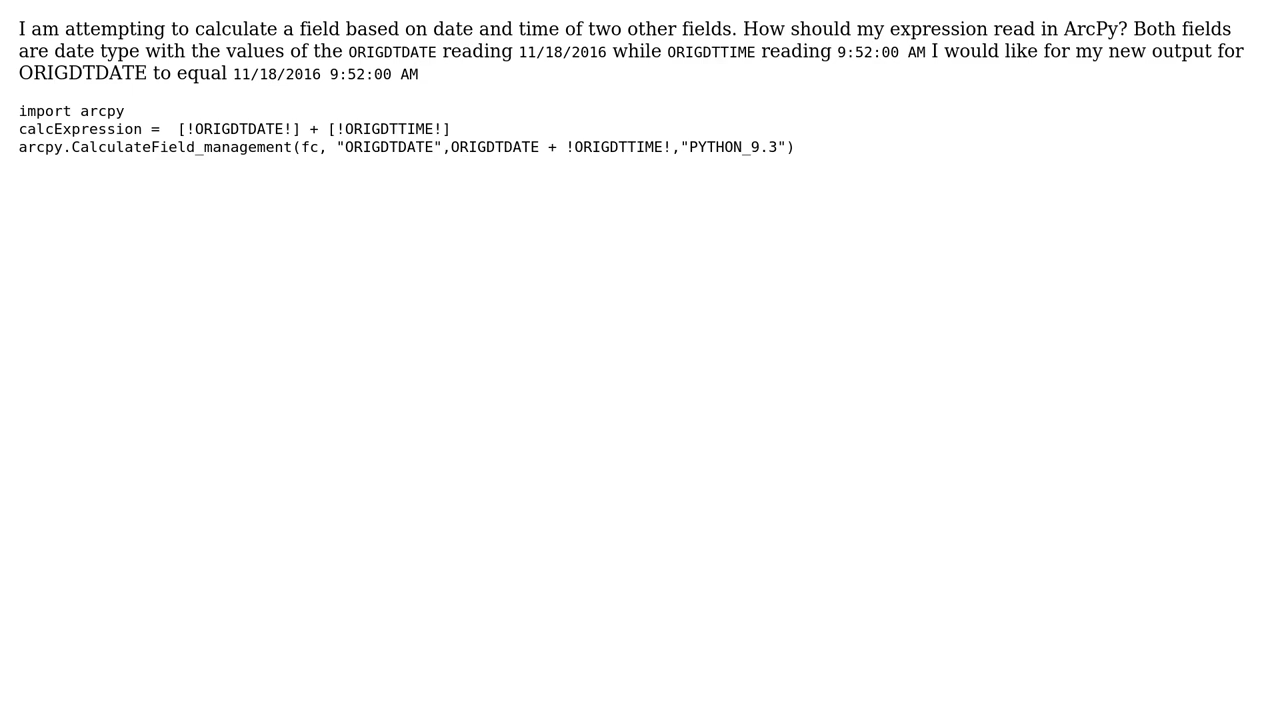 I am attempting to calculate a field based on date and time of two other fields. How should my expression read in ArcPy? Both fields
are date type with the values of the ORIGDTDATE reading 11/18/2016 while ORIGDTTIME reading 9:52:00 AM I would like for my new output for
ORIGDTDATE to equal 11/18/2016 9:52:00 AM
import arcpy
calcExpression =  [!ORIGDTDATE!] + [!ORIGDTTIME!]
arcpy.CalculateField_management(fc, "ORIGDTDATE",ORIGDTDATE + !ORIGDTTIME!,"PYTHON_9.3")